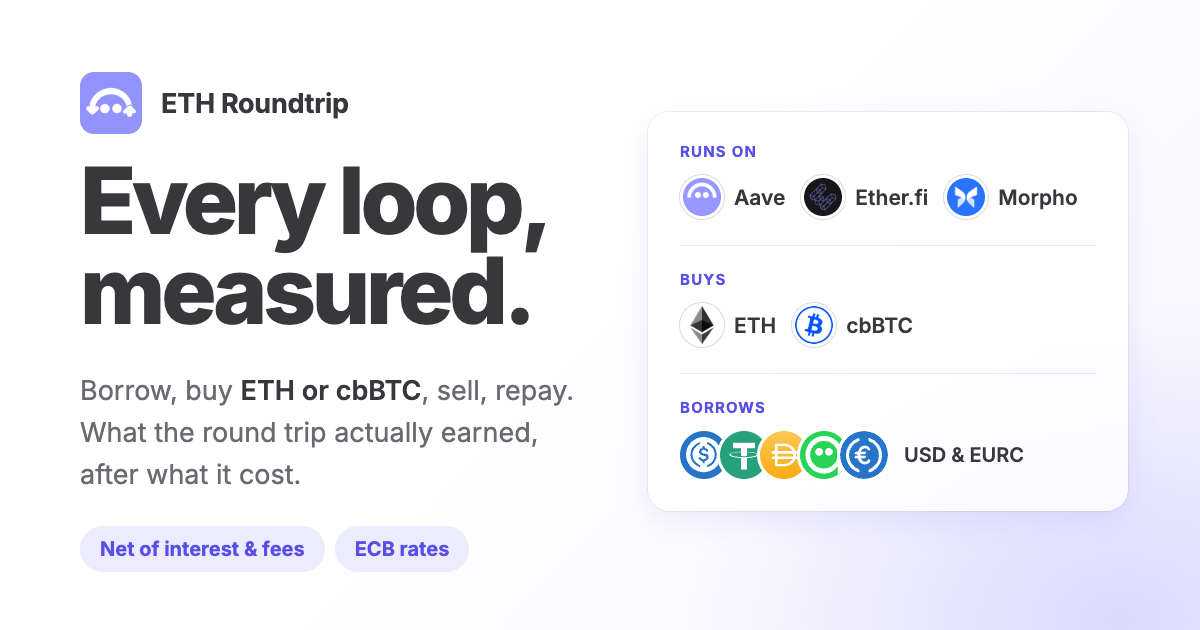 ETH Roundtrip
Every loop,
measured.
Borrow, buy ETH or cbBTC, sell, repay.
What the round trip actually earned,
after what it cost.
Net of interest & fees
ECB rates
RUNS ON
Aave
Ether.fi
Morpho
BUYS
ETH
cbBTC
BORROWS
USD & EURC